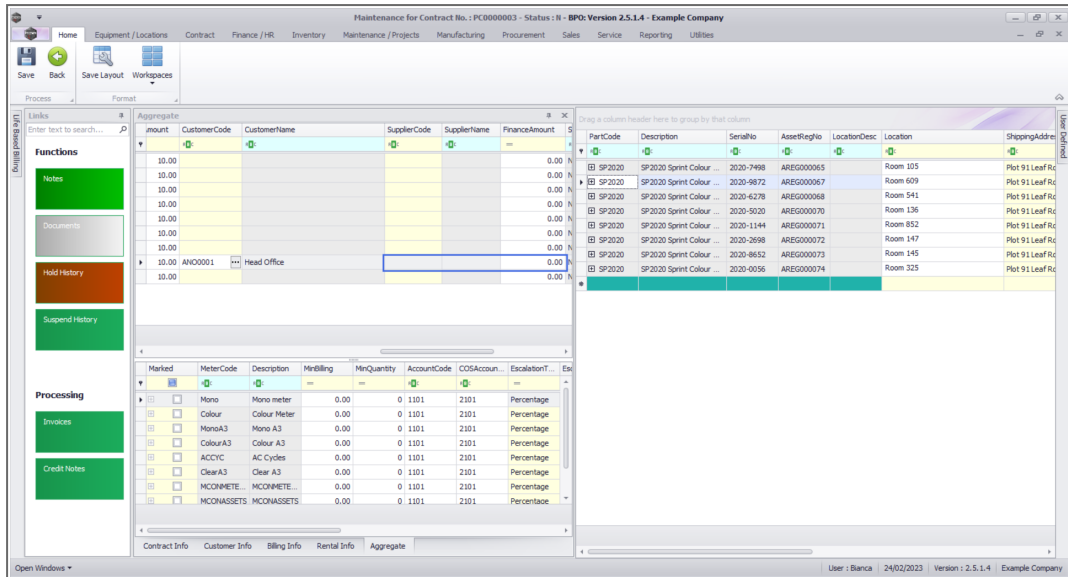 Maintenance for Contract No. : PC0000003 - Status : N - BPO: Version 2.5.1.4 - Example Company
Home Equipment / Locations Contract Finance / HR Inventory Maintenance / Projects Manufacturing Procurement Sales Service Reporting Utilities
Save Back Save Layout Workspaces
Process Format
Life Based Billing
Links
Enter text to search...
Functions
Notes
Documents
Hold History
Suspend History
Processing
Invoices
Credit Notes
Aggregate
mount CustomerCode CustomerName SupplierCode SupplierName FinanceAmount S
10.00 0.00 N
10.00 0.00 N
10.00 0.00 N
10.00 0.00 N
10.00 0.00 N
10.00 0.00 N
10.00 0.00 N
10.00 ANO0001 ... Head Office 0.00 N
10.00 0.00 N
Marked MeterCode Description MinBilling MinQuantity AccountCode COSAccoun... EscalationT... Esc
Mono Mono meter 0.00 0 1101 2101 Percentage
Colour Colour Meter 0.00 0 1101 2101 Percentage
MonoA3 Mono A3 0.00 0 1101 2101 Percentage
ColourA3 Colour A3 0.00 0 1101 2101 Percentage
ACCYC AC Cycles 0.00 0 1101 2101 Percentage
ClearA3 Clear A3 0.00 0 1101 2101 Percentage
MCONMETE... MCONMETE... 0.00 0 1101 2101 Percentage
MCONASSETS MCONASSETS 0.00 0 1101 2101 Percentage
Contract Info Customer Info Billing Info Rental Info Aggregate
Drag a column header here to group by that column
PartCode Description SerialNo AssetRegNo LocationDesc Location ShippingAddre
SP2020 SP2020 Sprint Colour ... 2020-7498 AREG000065 Room 105 Plot 91 Leaf Ro
SP2020 SP2020 Sprint Colour ... 2020-9872 AREG000067 Room 609 Plot 91 Leaf Ro
SP2020 SP2020 Sprint Colour ... 2020-6278 AREG000068 Room 541 Plot 91 Leaf Ro
SP2020 SP2020 Sprint Colour ... 2020-5020 AREG000070 Room 136 Plot 91 Leaf Ro
SP2020 SP2020 Sprint Colour ... 2020-1144 AREG000071 Room 852 Plot 91 Leaf Ro
SP2020 SP2020 Sprint Colour ... 2020-2698 AREG000072 Room 147 Plot 91 Leaf Ro
SP2020 SP2020 Sprint Colour ... 2020-8652 AREG000073 Room 145 Plot 91 Leaf Ro
SP2020 SP2020 Sprint Colour ... 2020-0056 AREG000074 Room 325 Plot 91 Leaf Ro
User Defined
Open Windows
User : Bianca 24/02/2023 Version : 2.5.1.4 Example Company